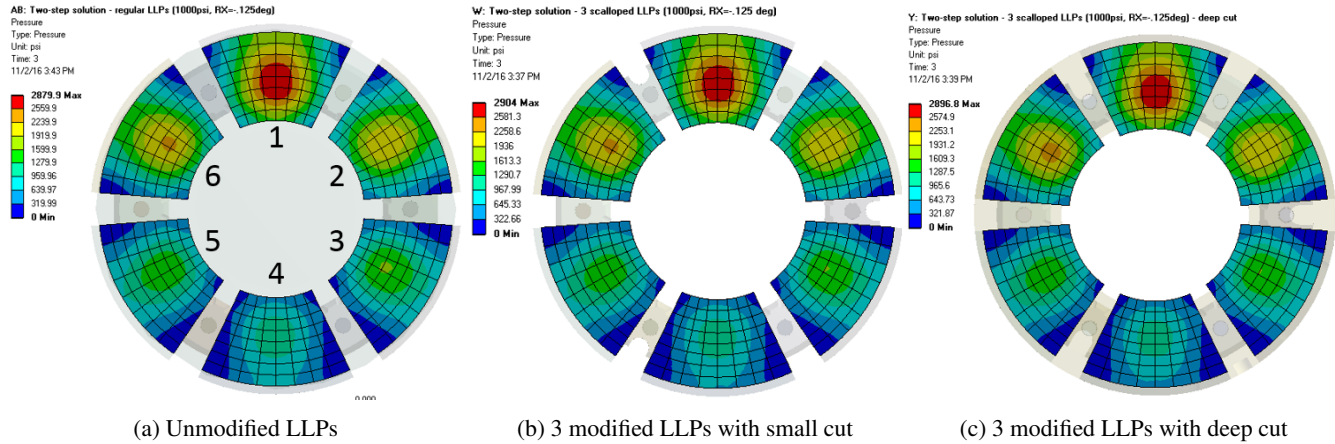 AB: Two-step solution - regular LLPs (1000psi, RX=-.125deg)
Pressure
Type: Pressure
Unit: psi
Time: 3
11/2/16 3:43 PM
2879.9 Max
2559.9
2239.9
1919.9
1599.9
1279.9
959.96
639.97
319.99
0 Min
1
2
3
4
5
6
0.000
W: Two-step solution - 3 scalloped LLPs (1000psi, RX=-.125 deg)
Pressure
Type: Pressure
Unit: psi
Time: 3
11/2/16 3:37 PM
2904 Max
2581.3
2258.6
1936
1613.3
1290.7
967.99
645.33
322.66
0 Min
Y: Two-step solution - 3 scalloped LLPs (1000psi, RX=-.125deg) - deep cut
Pressure
Type: Pressure
Unit: psi
Time: 3
11/2/16 3:39 PM
2896.8 Max
2574.9
2253.1
1931.2
1609.3
1287.5
965.6
643.73
321.87
0 Min
(a) Unmodified LLPs
(b) 3 modified LLPs with small cut
(c) 3 modified LLPs with deep cut